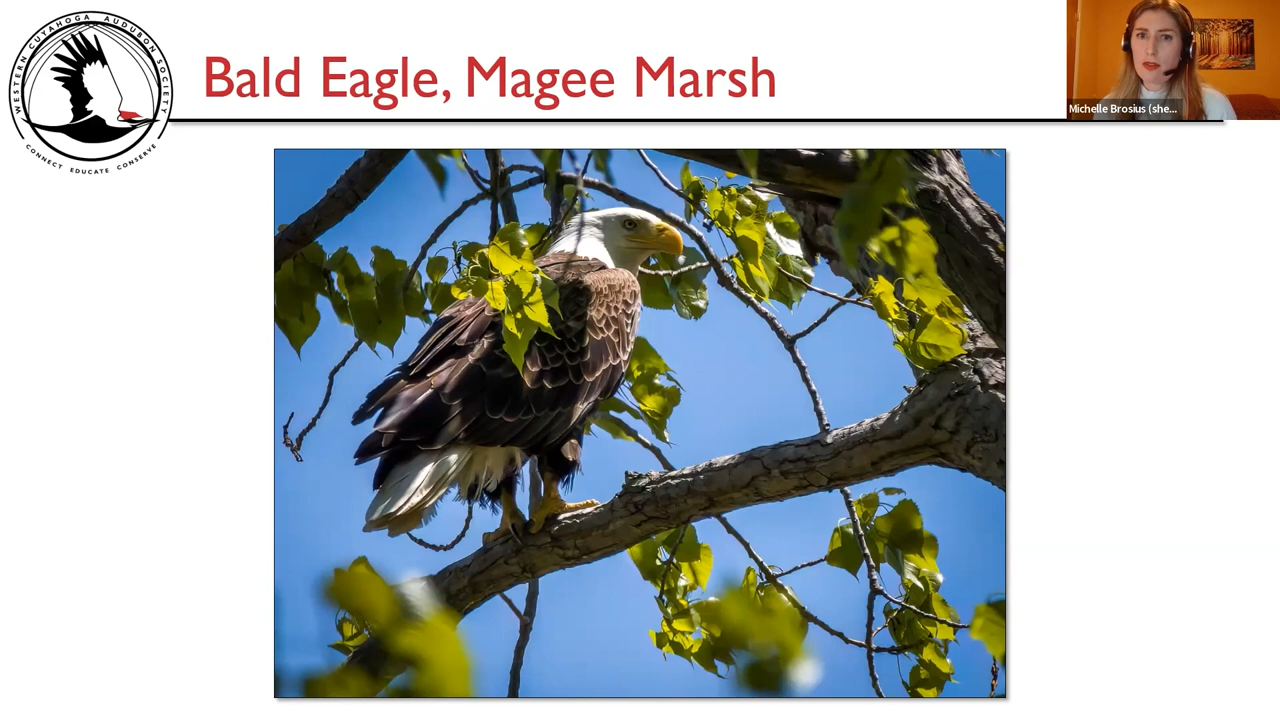 WESTERN CUYAHOGA AUDUBON SOCIETY
CONNECT EDUCATE CONSERVE
Bald Eagle, Magee Marsh
Michelle Brosius (she...